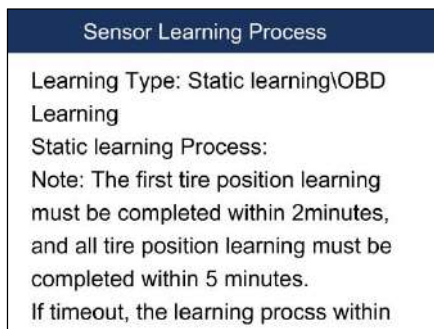 Sensor Learning Process
Learning Type: Static learning\OBD
Learning
Static learning Process:
Note: The first tire position learning
must be completed within 2minutes,
and all tire position learning must be
completed within 5 minutes.
If timeout, the learning procss within